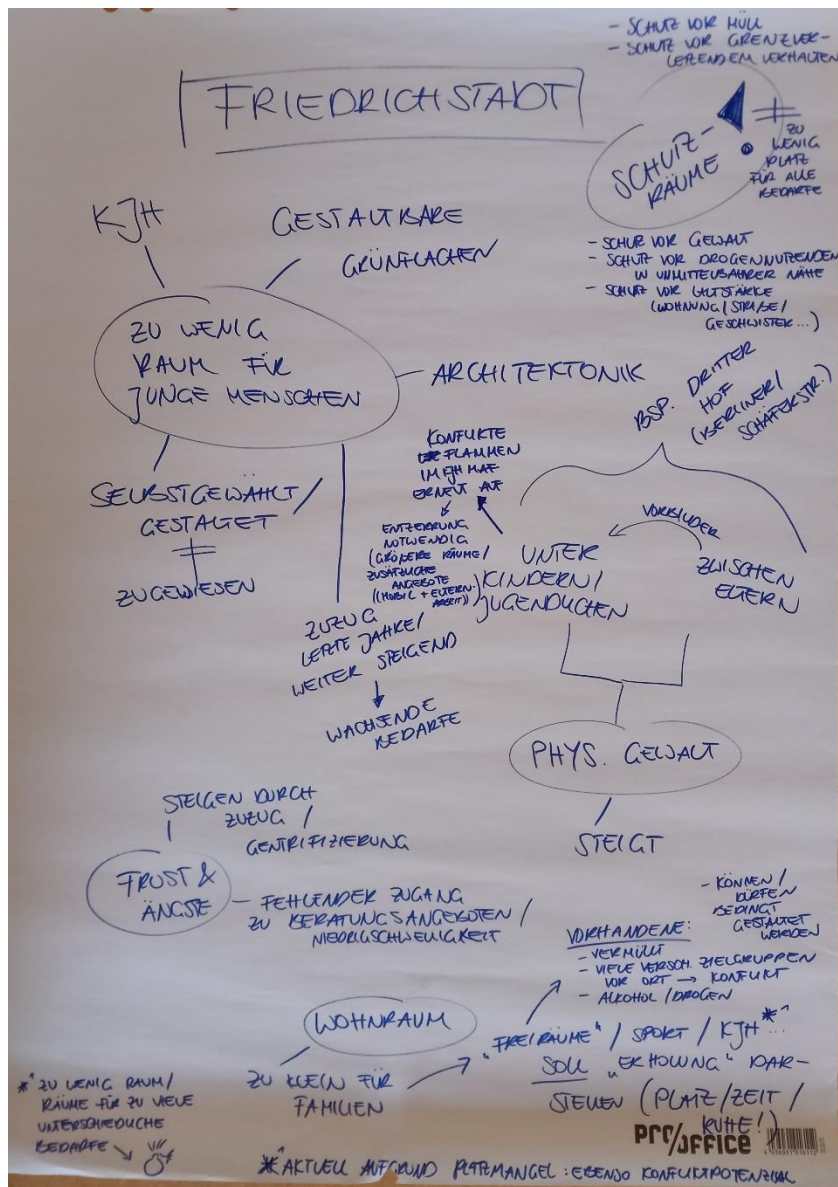 - SCHUTZ VOR MÜLL
- SCHUTZ VOR GRENZVER-
LETZENDEM VERHALTEN
FRIEDRICHSTADT
SCHUTZ-
RÄUME
ZU
WENIG
PLATZ
FÜR ALLE
BEDARFE
- SCHUTZ VOR GEWALT
- SCHUTZ VOR DROGENNUTZENDEN
IN UNMITTELBAHRER NÄHE
- SCHUTZ VOR LAUTSTÄRKE
(WOHNUNG/STRAßE/
GESCHWISTER...)
KJH
GESTALTBARE
GRÜNFLÄCHEN
ZU WENIG
RAUM FÜR
JUNGE MENSCHEN
ARCHITEKTONIK
SELBSTGEWÄHLT/
GESTALTET
ZUGEWIESEN
ZUZUG
LETZTE JAHRE/
WEITER STEIGEND
WACHSENDE
BEDARFE
BSP. DRITTER
HOF
(BERLINER/
SCHÄFERSTR.)
KONFLIKTE
FLAMMEN
IM
ERNEUT AUF
ENTZERRUNG
NOTWENDIG
(GRÖßERE RÄUME/
ZUSÄTZLICHE
ANGEBOTE
(MOBIL + ELTERN-
ARBEIT))
UNTER
KINDERN/
JUGENDLICHEN
VORBILDER
ZWISCHEN
ELTERN
PHYS. GEWALT
STEIGT
STEIGEN DURCH
ZUZUG /
GENTRIFIZIERUNG
FRUST &
ÄNGSTE
- FEHLENDER ZUGANG
ZU BERATUNGSANGEBOTEN/
NIEDRIGSCHWELLIGKEIT
WOHNRAUM
ZU KLEIN FÜR
FAMILIEN
"FREIRÄUME" / SPORT / KJH *^...
SOLL "ERHOLUNG" DAR-
STELLEN (PLATZ/ZEIT/
RUHE!)
VORHANDENE:
- VERMÜLLT
- VIELE VERSCH. ZIELGRUPPEN
VOR ORT → KONFLIKT
- ALKOHOL/DROGEN
- KÖNNEN/
DÜRFEN
BEDINGT
GESTALTET
WERDEN
*^ ZU WENIG RAUM/
RÄUME FÜR ZU VIELE
UNTERSCHIEDLICHE
BEDARFE
*^ AKTUELL AUFGRUND PLATZMANGEL: EBENSO KONFLIKTPOTENZIAL
PRO/OFFICE